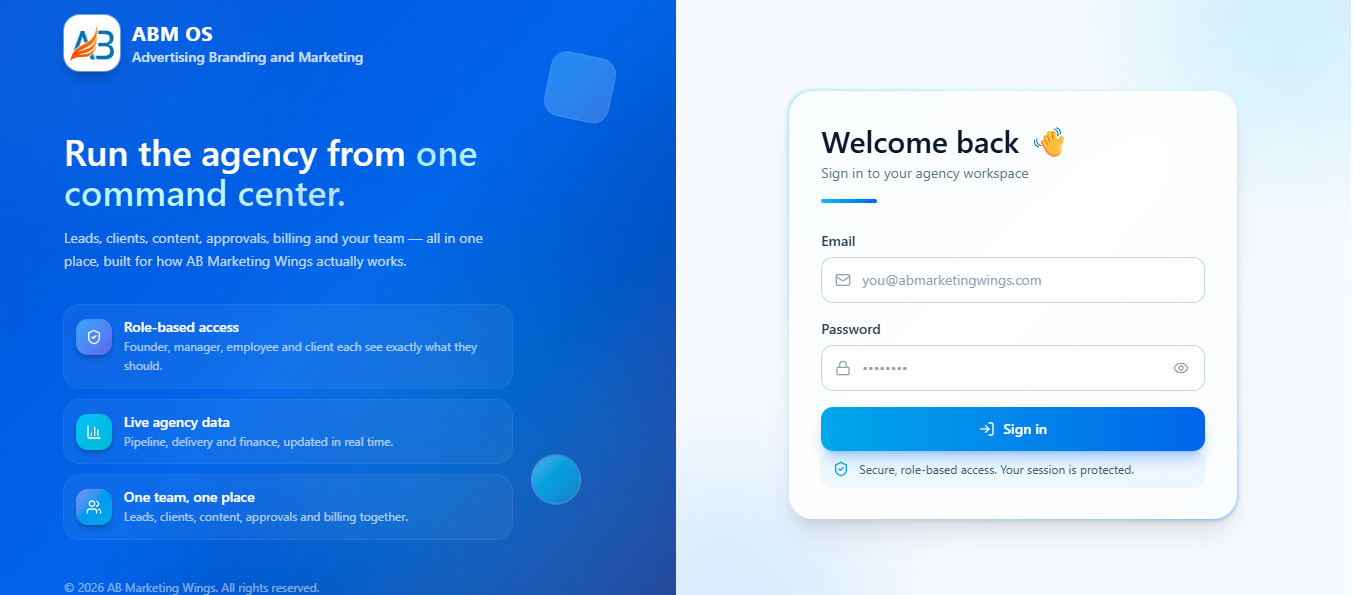 AB
ABM OS
Advertising Branding and Marketing
Run the agency from one
command center.
Leads, clients, content, approvals, billing and your team — all in one
place, built for how AB Marketing Wings actually works.
Role-based access
Founder, manager, employee and client each see exactly what they
should.
Live agency data
Pipeline, delivery and finance, updated in real time.
One team, one place
Leads, clients, content, approvals and billing together.
© 2026 AB Marketing Wings. All rights reserved.
Welcome back 👋
Sign in to your agency workspace
Email
you@abmarketingwings.com
Password
••••••••
Sign in
Secure, role-based access. Your session is protected.